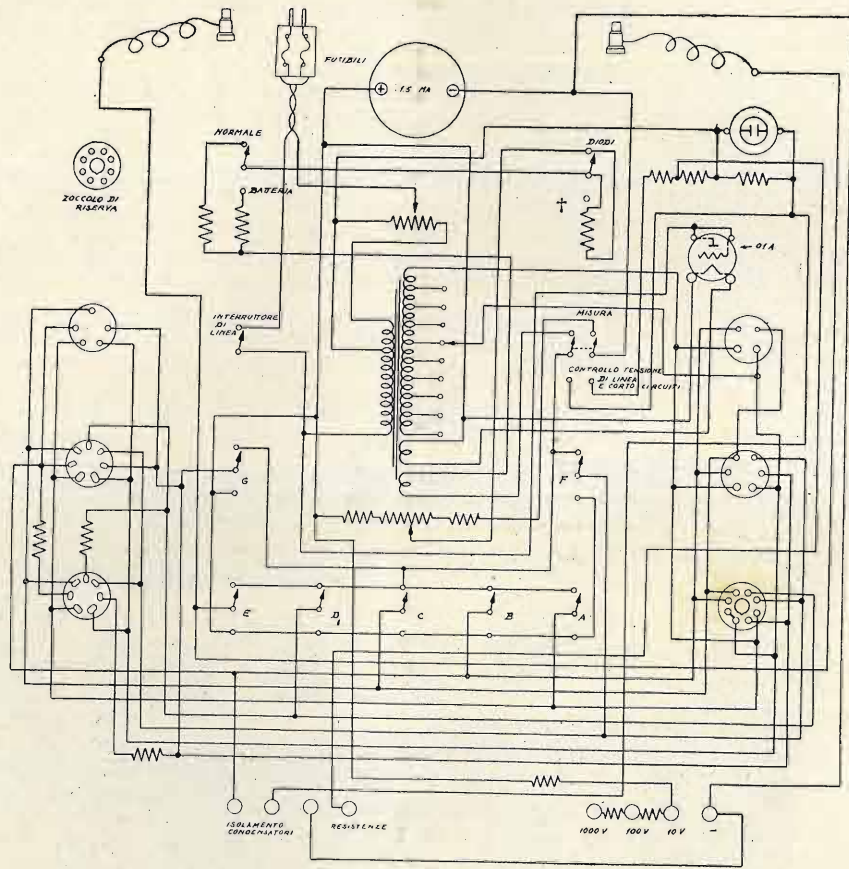 FUSIBILI
+ 1.5 MA -
NORMALE
DIODI
BATTERIA
ZOCCOLO DI
RISERVA
†
01A
INTERRUTTORE
DI
LINEA
MISURA
CONTROLLO TENSIONE
DI LINEA
E CORTO CIRCUITI
G
F
E
D
C
B
A
ISOLAMENTO
CONDENSATORI
RESISTENZE
1000 V
100 V
10 V
-